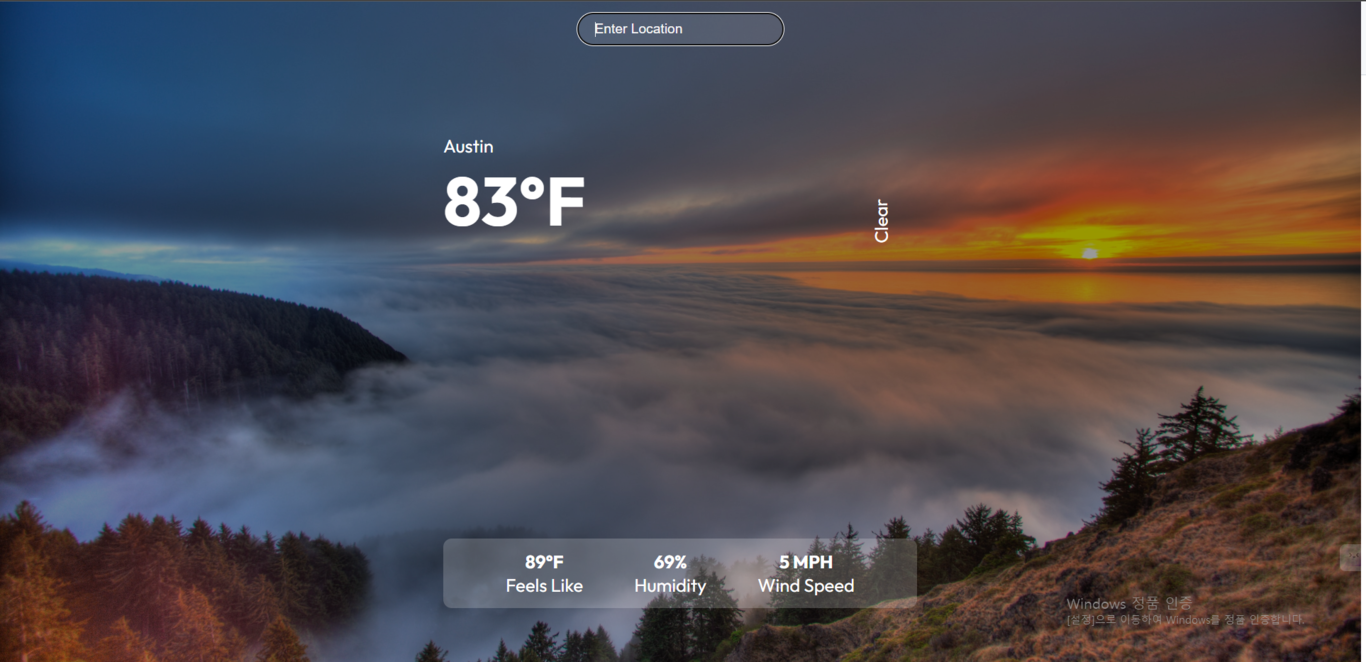 Enter Location
Austin
83°F
Clear
89°F
Feels Like
69%
Humidity
5 MPH
Wind Speed
Windows 정품 인증
[설정]으로 이동하여 Windows를 정품 인증합니다.